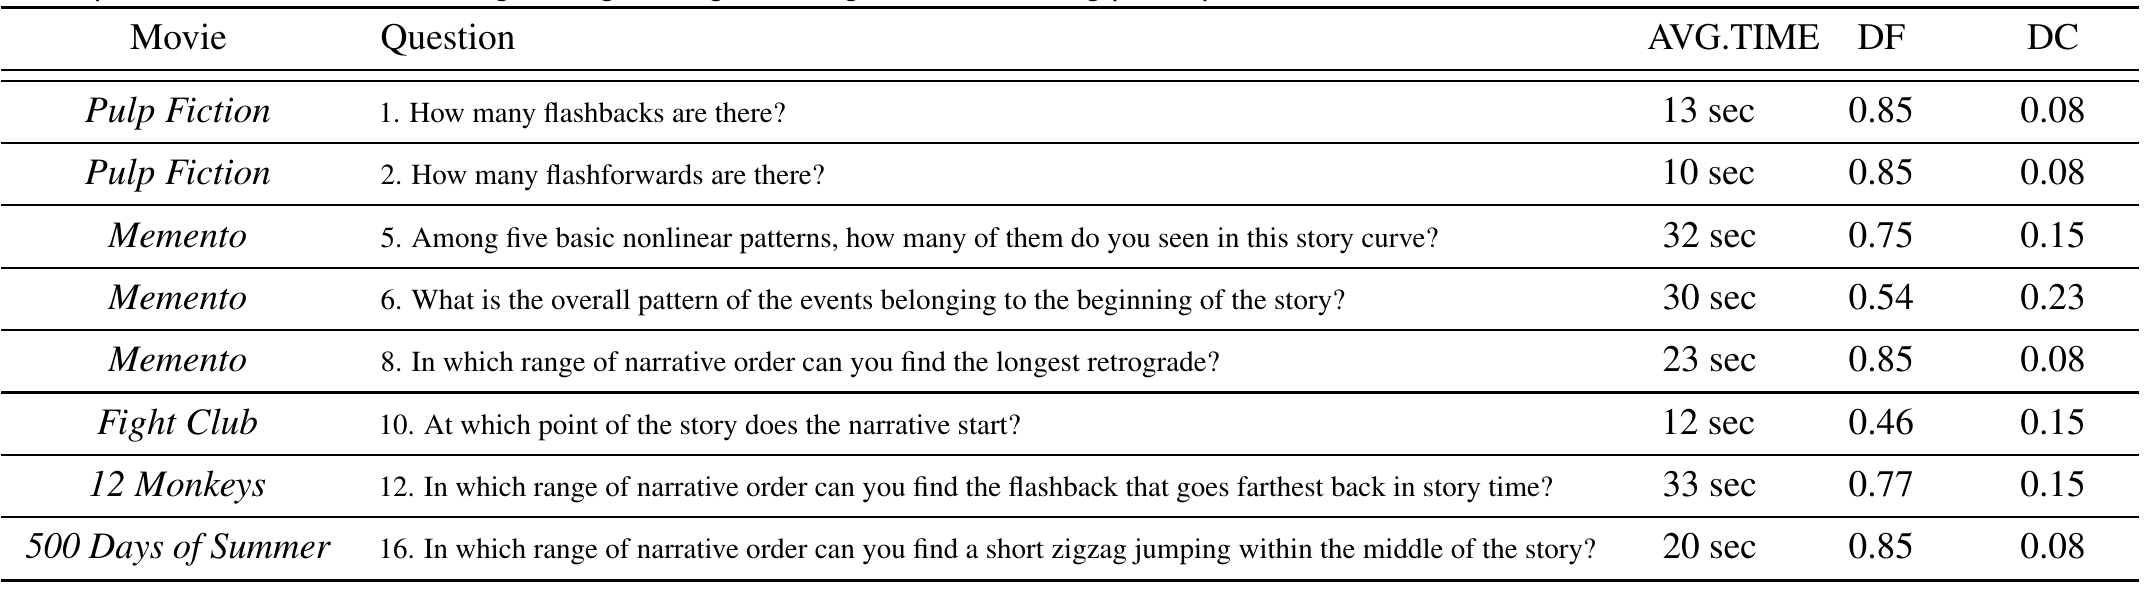 Movie Question AVG.TIME DF DC
Pulp Fiction 1. How many flashbacks are there? 13 sec 0.85 0.08
Pulp Fiction 2. How many flashforwards are there? 10 sec 0.85 0.08
Memento 5. Among five basic nonlinear patterns, how many of them do you seen in this story curve? 32 sec 0.75 0.15
Memento 6. What is the overall pattern of the events belonging to the beginning of the story? 30 sec 0.54 0.23
Memento 8. In which range of narrative order can you find the longest retrograde? 23 sec 0.85 0.08
Fight Club 10. At which point of the story does the narrative start? 12 sec 0.46 0.15
12 Monkeys 12. In which range of narrative order can you find the flashback that goes farthest back in story time? 33 sec 0.77 0.15
500 Days of Summer 16. In which range of narrative order can you find a short zigzag jumping within the middle of the story? 20 sec 0.85 0.08